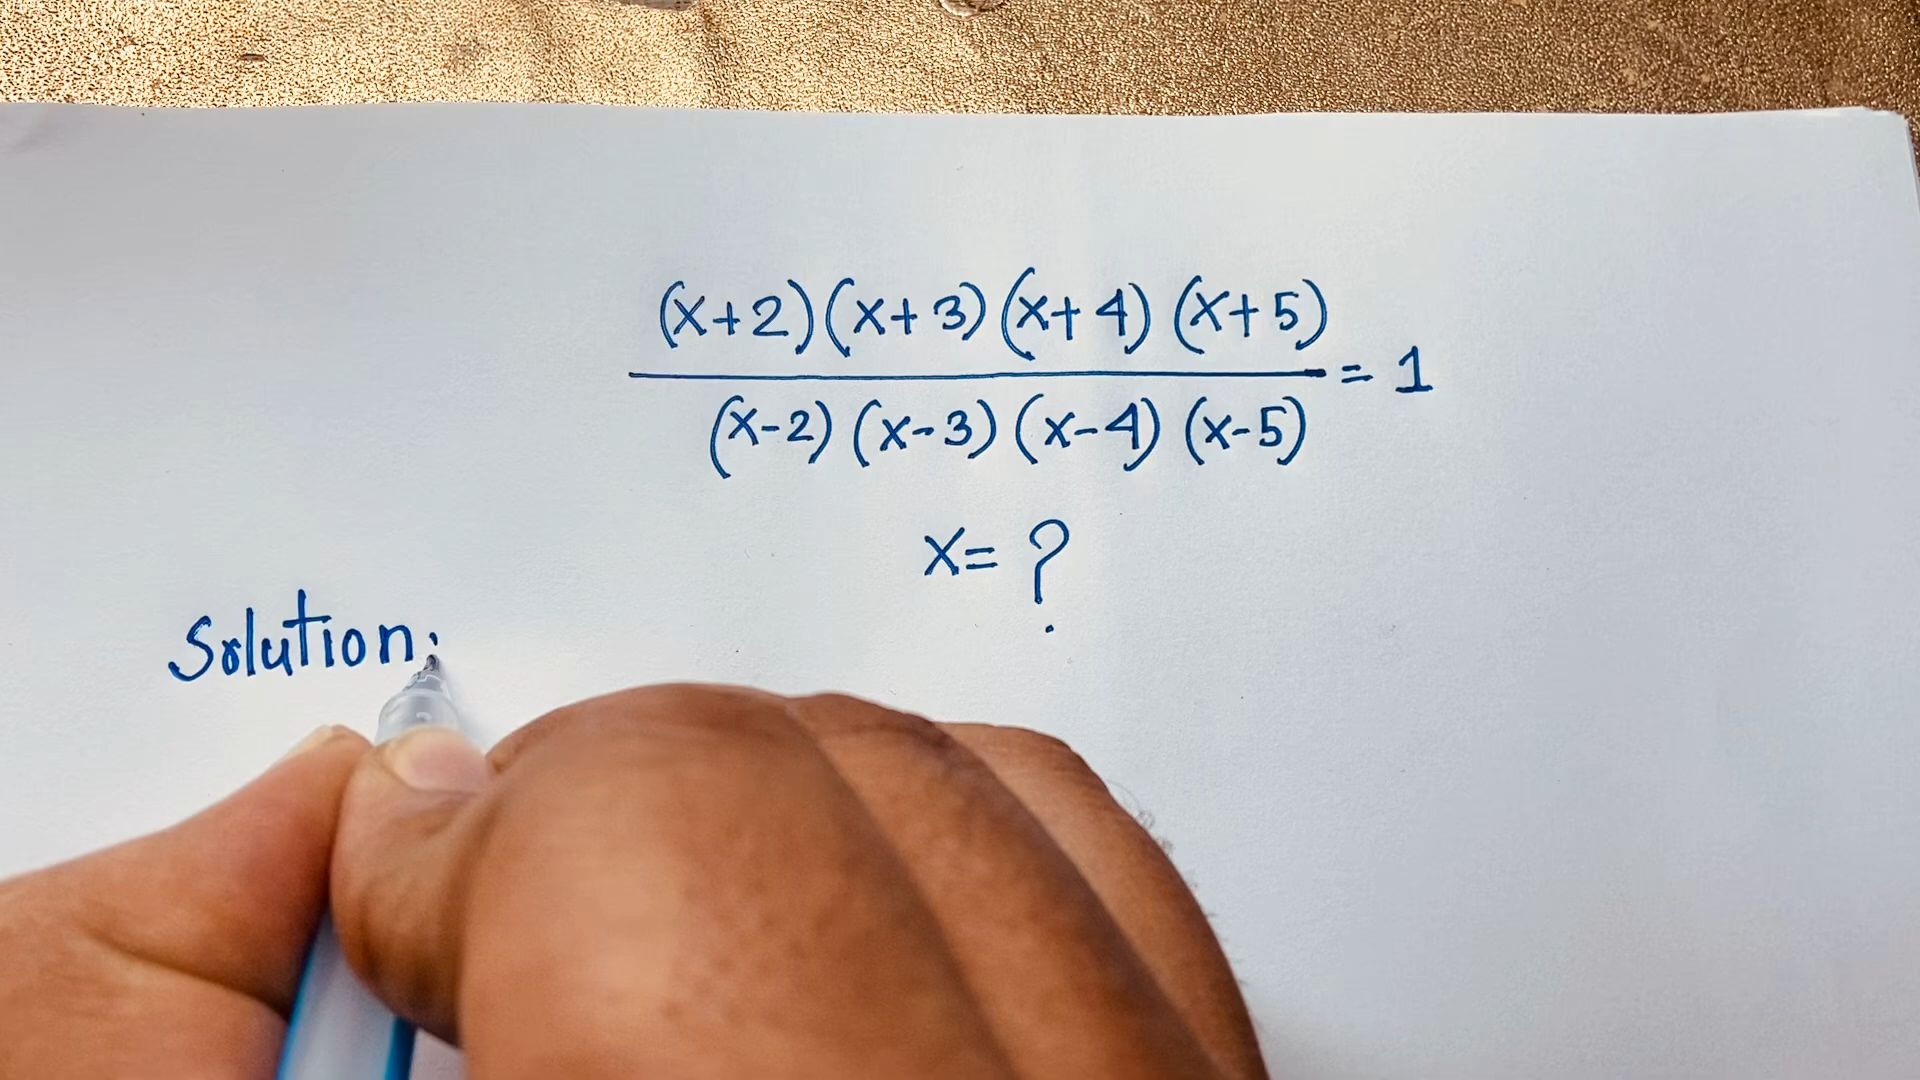 (x+2)(x+3)(x+4)(x+5)
/(x-2)(x-3)(x-4)(x-5) = 1
x= ?
Solution: